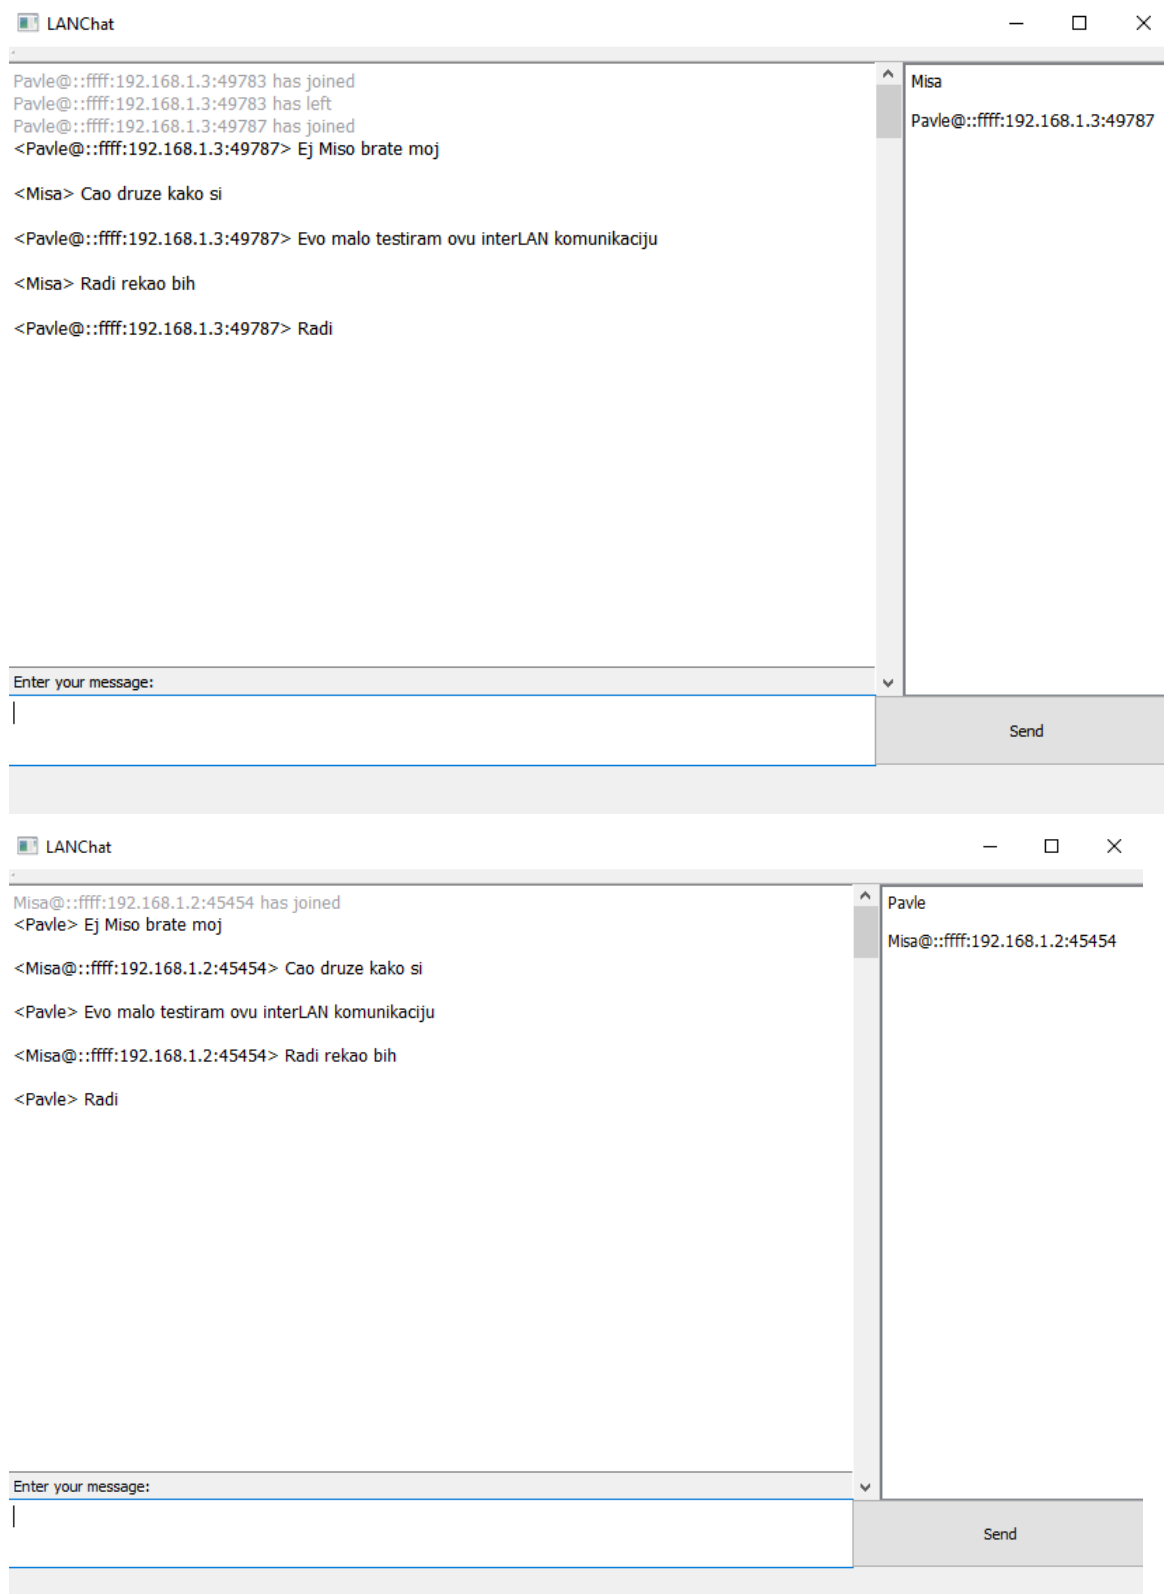 LANChat
Pavle@::ffff:192.168.1.3:49783 has joined
Pavle@::ffff:192.168.1.3:49783 has left
Pavle@::ffff:192.168.1.3:49787 has joined
<Pavle@::ffff:192.168.1.3:49787> Ej Miso brate moj
<Misa> Cao druze kako si
<Pavle@::ffff:192.168.1.3:49787> Evo malo testiram ovu interLAN komunikaciju
<Misa> Radi rekao bih
<Pavle@::ffff:192.168.1.3:49787> Radi
Misa
Pavle@::ffff:192.168.1.3:49787
Enter your message:
Send
LANChat
Misa@::ffff:192.168.1.2:45454 has joined
<Pavle> Ej Miso brate moj
<Misa@::ffff:192.168.1.2:45454> Cao druze kako si
<Pavle> Evo malo testiram ovu interLAN komunikaciju
<Misa@::ffff:192.168.1.2:45454> Radi rekao bih
<Pavle> Radi
Pavle
Misa@::ffff:192.168.1.2:45454
Enter your message:
Send